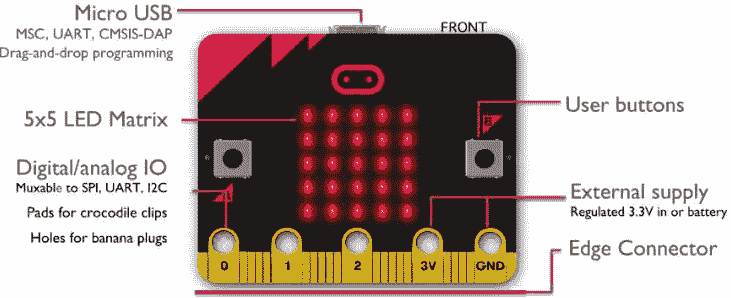 Micro USB
MSC, UART, CMSIS-DAP
Drag-and-drop programming
FRONT
5x5 LED Matrix
User buttons
B
Digital/analog IO
Muxable to SPI, UART, I2C
Pads for crocodile clips
Holes for banana plugs
A
External supply
Regulated 3.3V in or battery
0 1 2 3V GND
Edge Connector